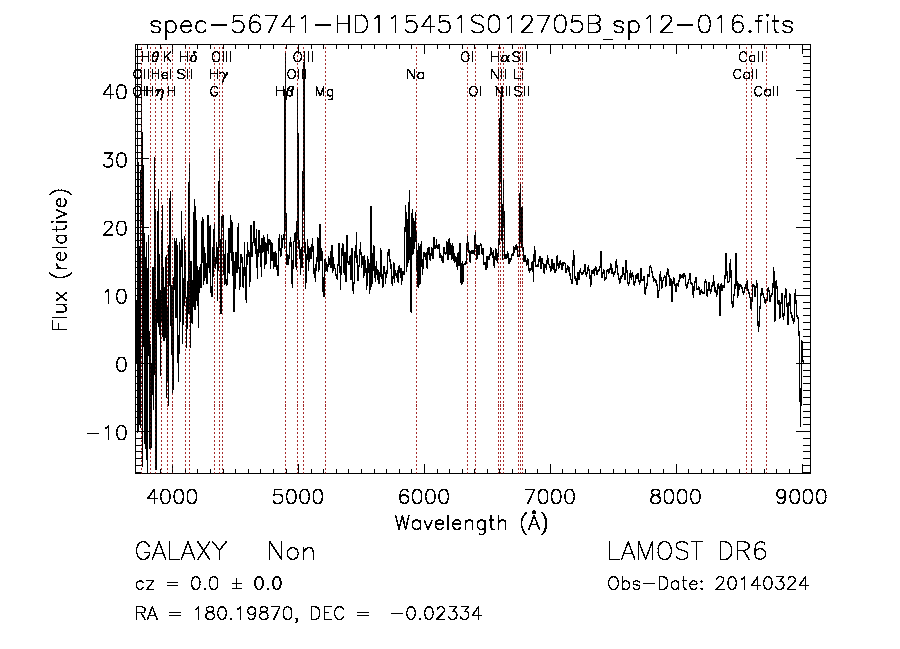 spec-56741-HD115451S012705B_sp12-016.fits
Hθ K Hδ OIII OIII OI Hα SII CaII
OII HeI SII Hγ OIII Na NII Li CaII
OII Hη H G Hβ Mg OI NII SII CaII
40
30
20
10
0
-10
Flux (relative)
4000 5000 6000 7000 8000 9000
Wavelength (Å)
GALAXY Non LAMOST DR6
cz = 0.0 ± 0.0 Obs-Date: 20140324
RA = 180.19870, DEC = -0.02334